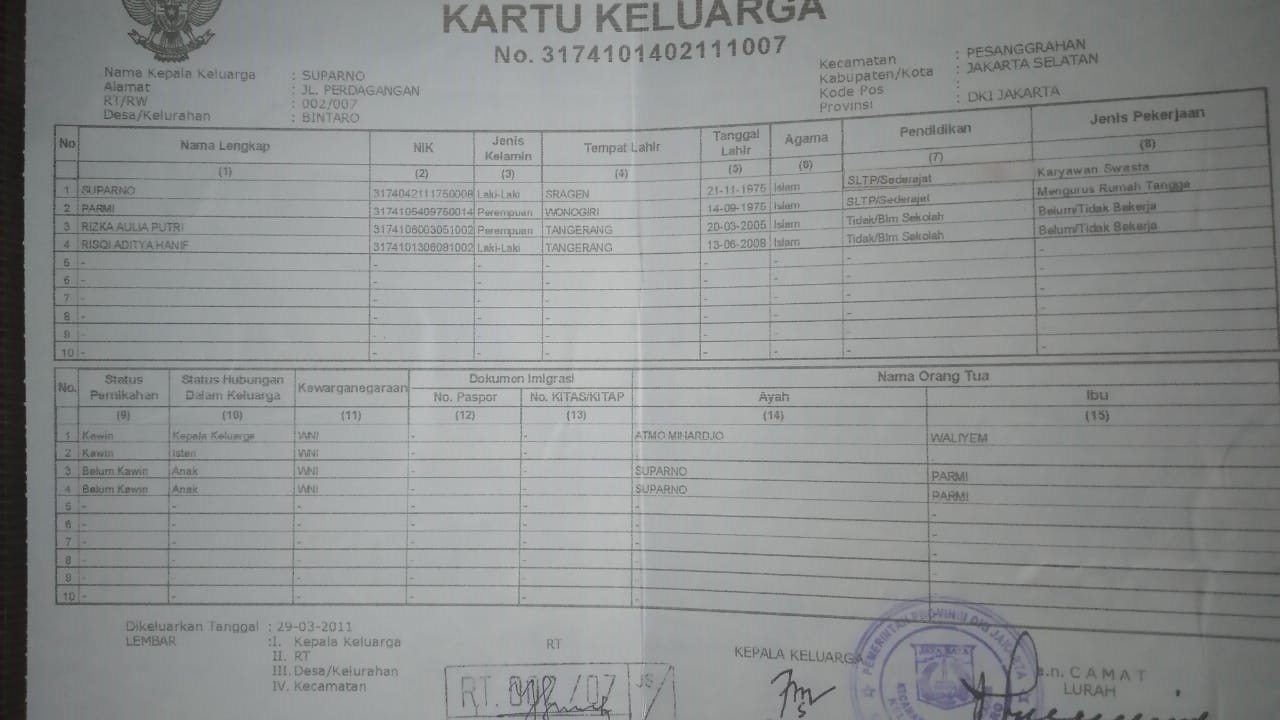 KARTU KELUARGA
No. 3174101402111007
Nama Kepala Keluarga : SUPARNO
Alamat : JL. PERDAGANGAN
RT/RW : 002/007
Desa/Kelurahan : BINTARO
Kecamatan : PESANGGRAHAN
Kabupaten/Kota : JAKARTA SELATAN
Kode Pos :
Provinsi : DKI JAKARTA
No Nama Lengkap NIK Jenis Kelamin Tempat Lahir Tanggal Lahir Agama Pendidikan Jenis Pekerjaan
(1) (2) (3) (4) (5) (6) (7) (8)
1 SUPARNO 3174042111750008 Laki-Laki SRAGEN 21-11-1975 Islam SLTP/Sederajat Karyawan Swasta
2 PARMI 3174105409750014 Perempuan WONOGIRI 14-09-1975 Islam SLTP/Sederajat Mengurus Rumah Tangga
3 RIZKA AULIA PUTRI 3174106003051002 Perempuan TANGERANG 20-03-2005 Islam Tidak/Blm Sekolah Belum/Tidak Bekerja
4 RISQI ADITYA HANIF 3174101306081002 Laki-Laki TANGERANG 13-06-2008 Islam Tidak/Blm Sekolah Belum/Tidak Bekerja
5 - - - - - - - -
6 - - - - - - - -
7 - - - - - - - -
8 - - - - - - - -
9 - - - - - - - -
10 - - - - - - - -
No. Status Pernikahan Status Hubungan Dalam Keluarga Kewarganegaraan Dokumen Imigrasi Nama Orang Tua
No. Paspor No. KITAS/KITAP Ayah Ibu
(9) (10) (11) (12) (13) (14) (15)
1 Kawin Kepala Keluarga WNI - - ATMO MIHARDJO WALIYEM
2 Kawin Isteri WNI - - -
3 Belum Kawin Anak WNI - - SUPARNO PARMI
4 Belum Kawin Anak WNI - - SUPARNO PARMI
5 - - - - - - -
6 - - - - - - -
7 - - - - - - -
8 - - - - - - -
9 - - - - - - -
10 - - - - - - -
Dikeluarkan Tanggal : 29-03-2011
LEMBAR : I. Kepala Keluarga
II. RT
III. Desa/Kelurahan
IV. Kecamatan
RT
KEPALA KELUARGA
a.n. CAMAT
LURAH
RT. 002/07 JS
PEMERINTAH PROVINSI DKI JAKARTA
JAYA RAYA